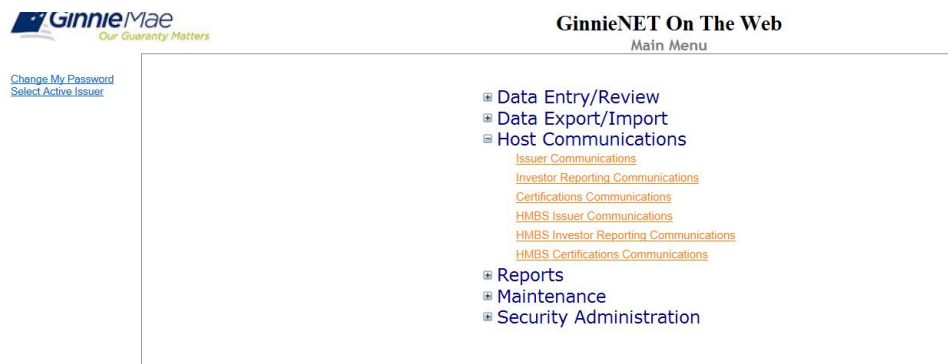 GinnieMae
Our Guaranty Matters
GinnieNET On The Web
Main Menu
Change My Password
Select Active Issuer
Data Entry/Review
Data Export/Import
Host Communications
Issuer Communications
Investor Reporting Communications
Certifications Communications
HMBS Issuer Communications
HMBS Investor Reporting Communications
HMBS Certifications Communications
Reports
Maintenance
Security Administration